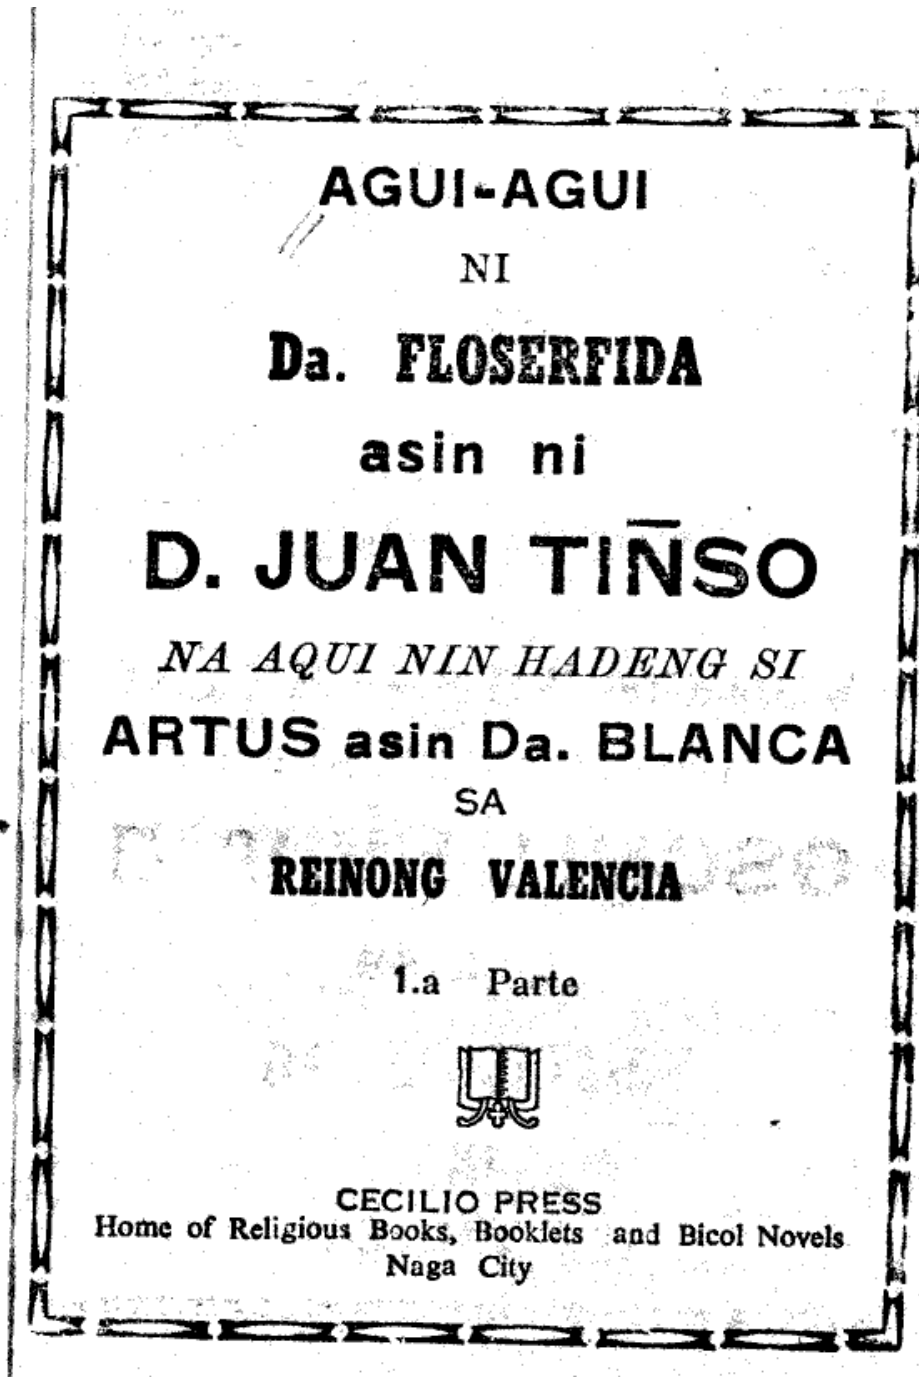 AGUI-AGUI
NI
Da. FLOSERFIDA
asin ni
D. JUAN TIÑSO
NA AQUI NIN HADENG SI
ARTUS asin Da. BLANCA
SA
REINONG VALENCIA
1.a Parte
CECILIO PRESS
Home of Religious Books, Booklets and Bicol Novels
Naga City